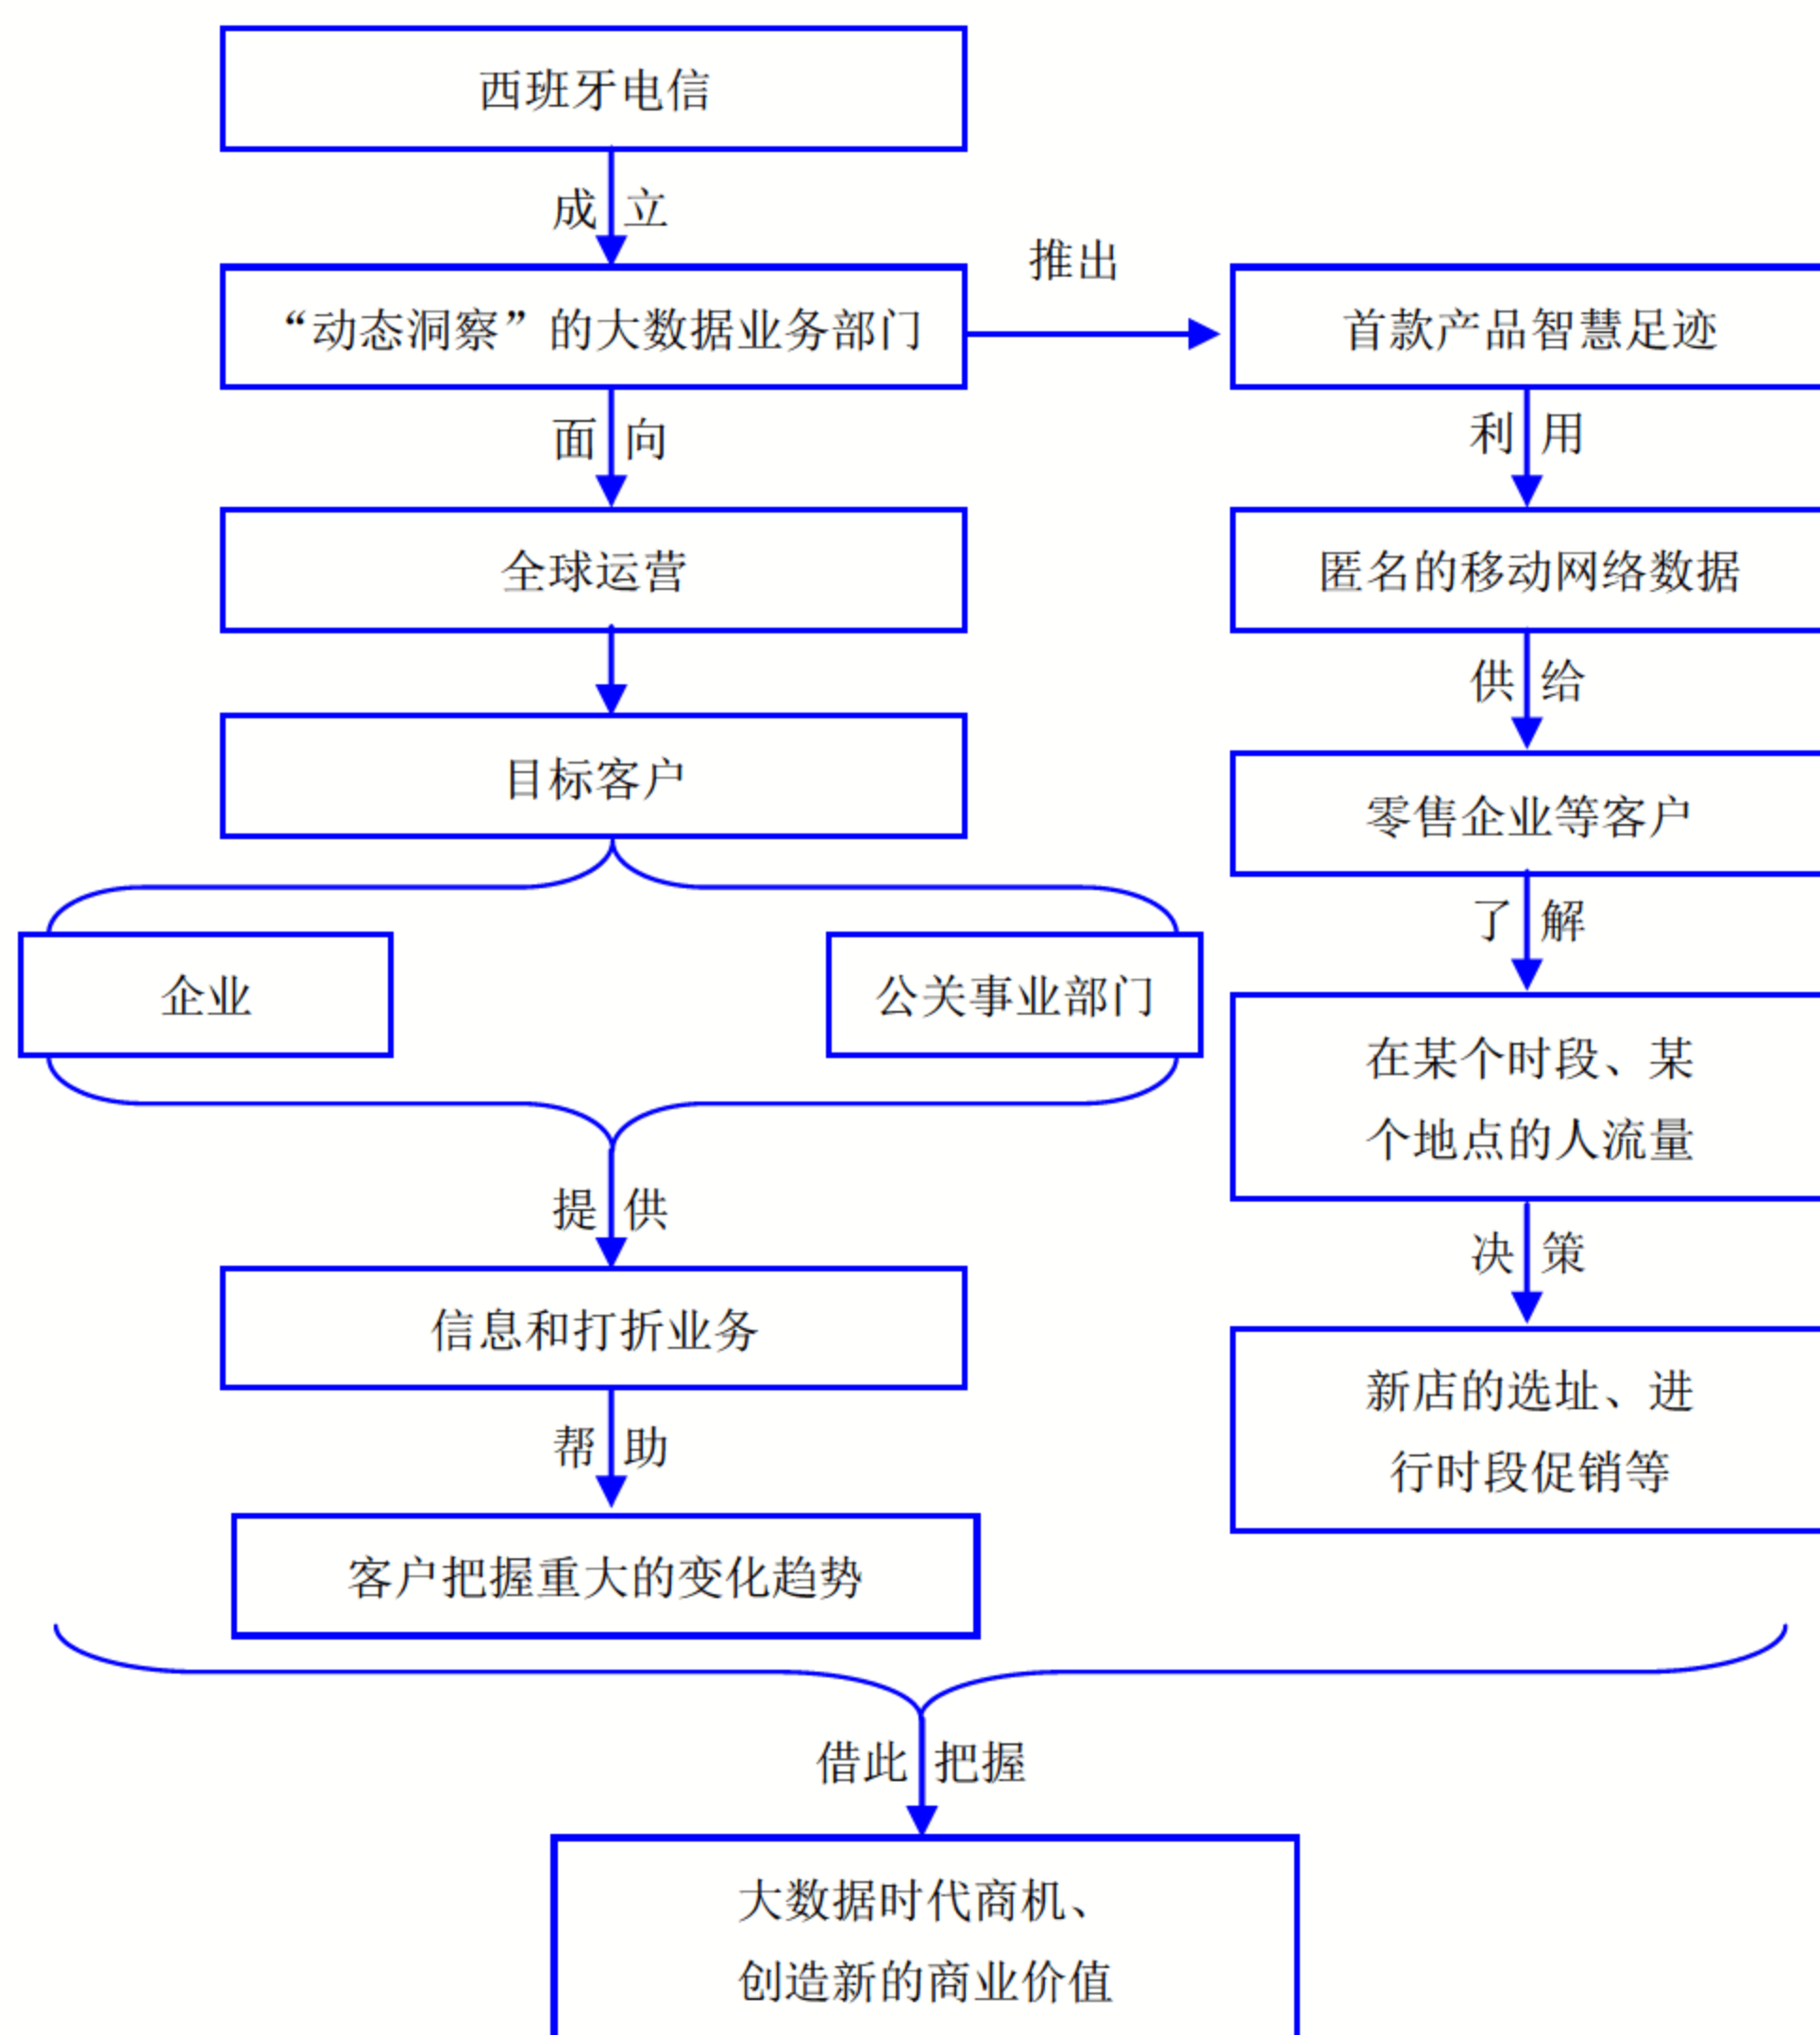 西班牙电信
成立
“动态洞察”的大数据业务部门
推出
首款产品智慧足迹
面向
利用
全球运营
匿名的移动网络数据
供给
目标客户
零售企业等客户
了解
企业
公关事业部门
在某个时段、某
个地点的人流量
提供
决策
信息和打折业务
新店的选址、进
行时段促销等
帮助
客户把握重大的变化趋势
借此把握
大数据时代商机、
创造新的商业价值